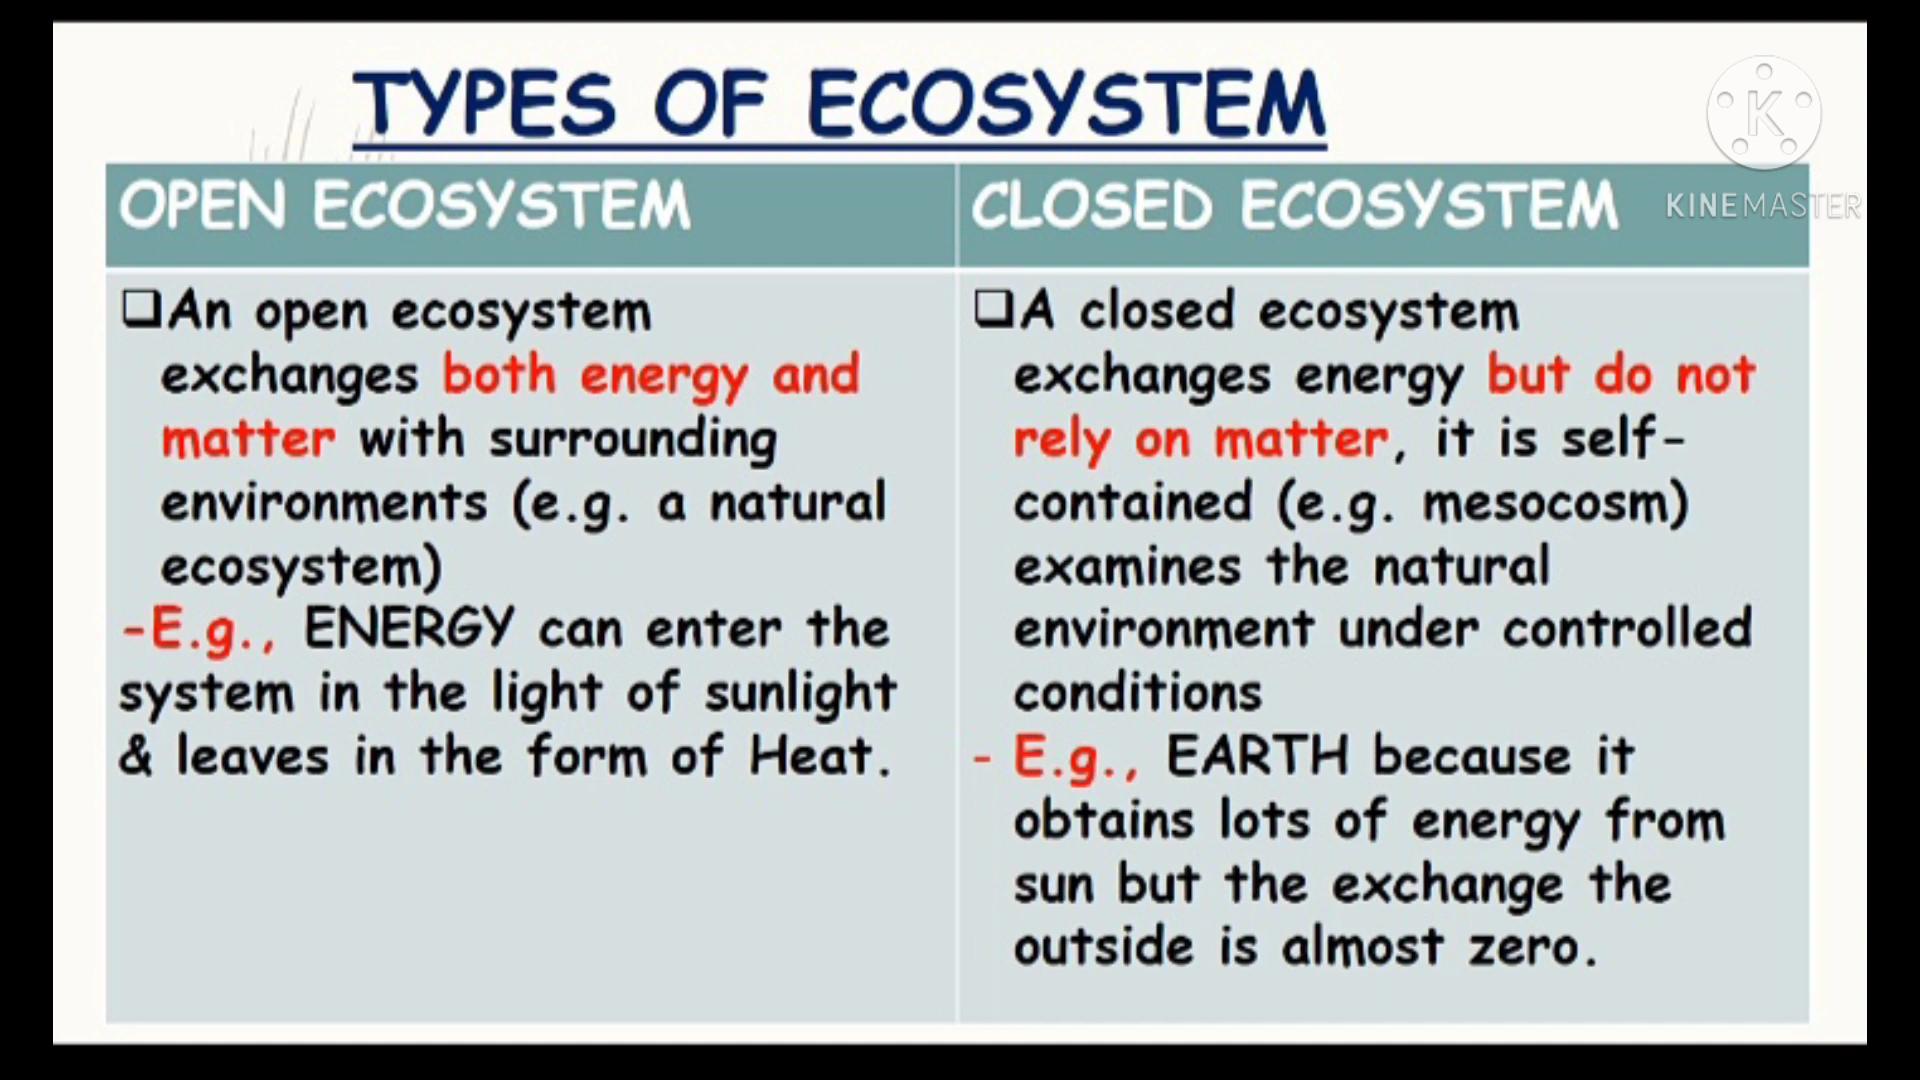 TYPES OF ECOSYSTEM
K
KINEMASTER
OPEN ECOSYSTEM
❑An open ecosystem
exchanges both energy and
matter with surrounding
environments (e.g. a natural
ecosystem)
-E.g., ENERGY can enter the
system in the light of sunlight
& leaves in the form of Heat.
CLOSED ECOSYSTEM
❑A closed ecosystem
exchanges energy but do not
rely on matter, it is self-
contained (e.g. mesocosm)
examines the natural
environment under controlled
conditions
- E.g., EARTH because it
obtains lots of energy from
sun but the exchange the
outside is almost zero.